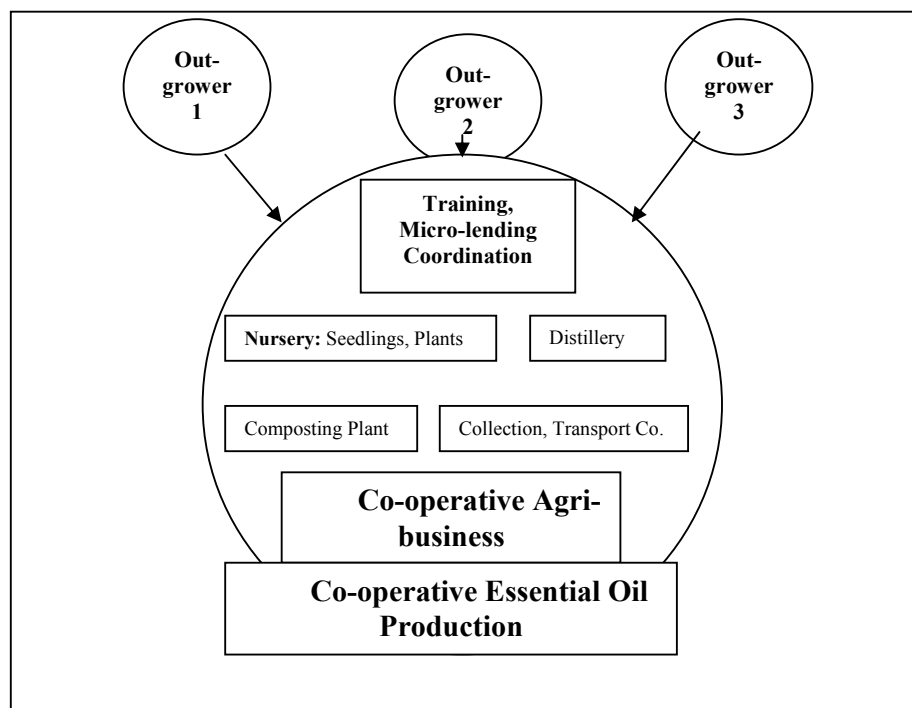 Out-
grower
1
Out-
grower
2
Out-
grower
3
Training,
Micro-lending
Coordination
Nursery: Seedlings, Plants
Distillery
Composting Plant
Collection, Transport Co.
Co-operative Agri-
business
Co-operative Essential Oil
Production